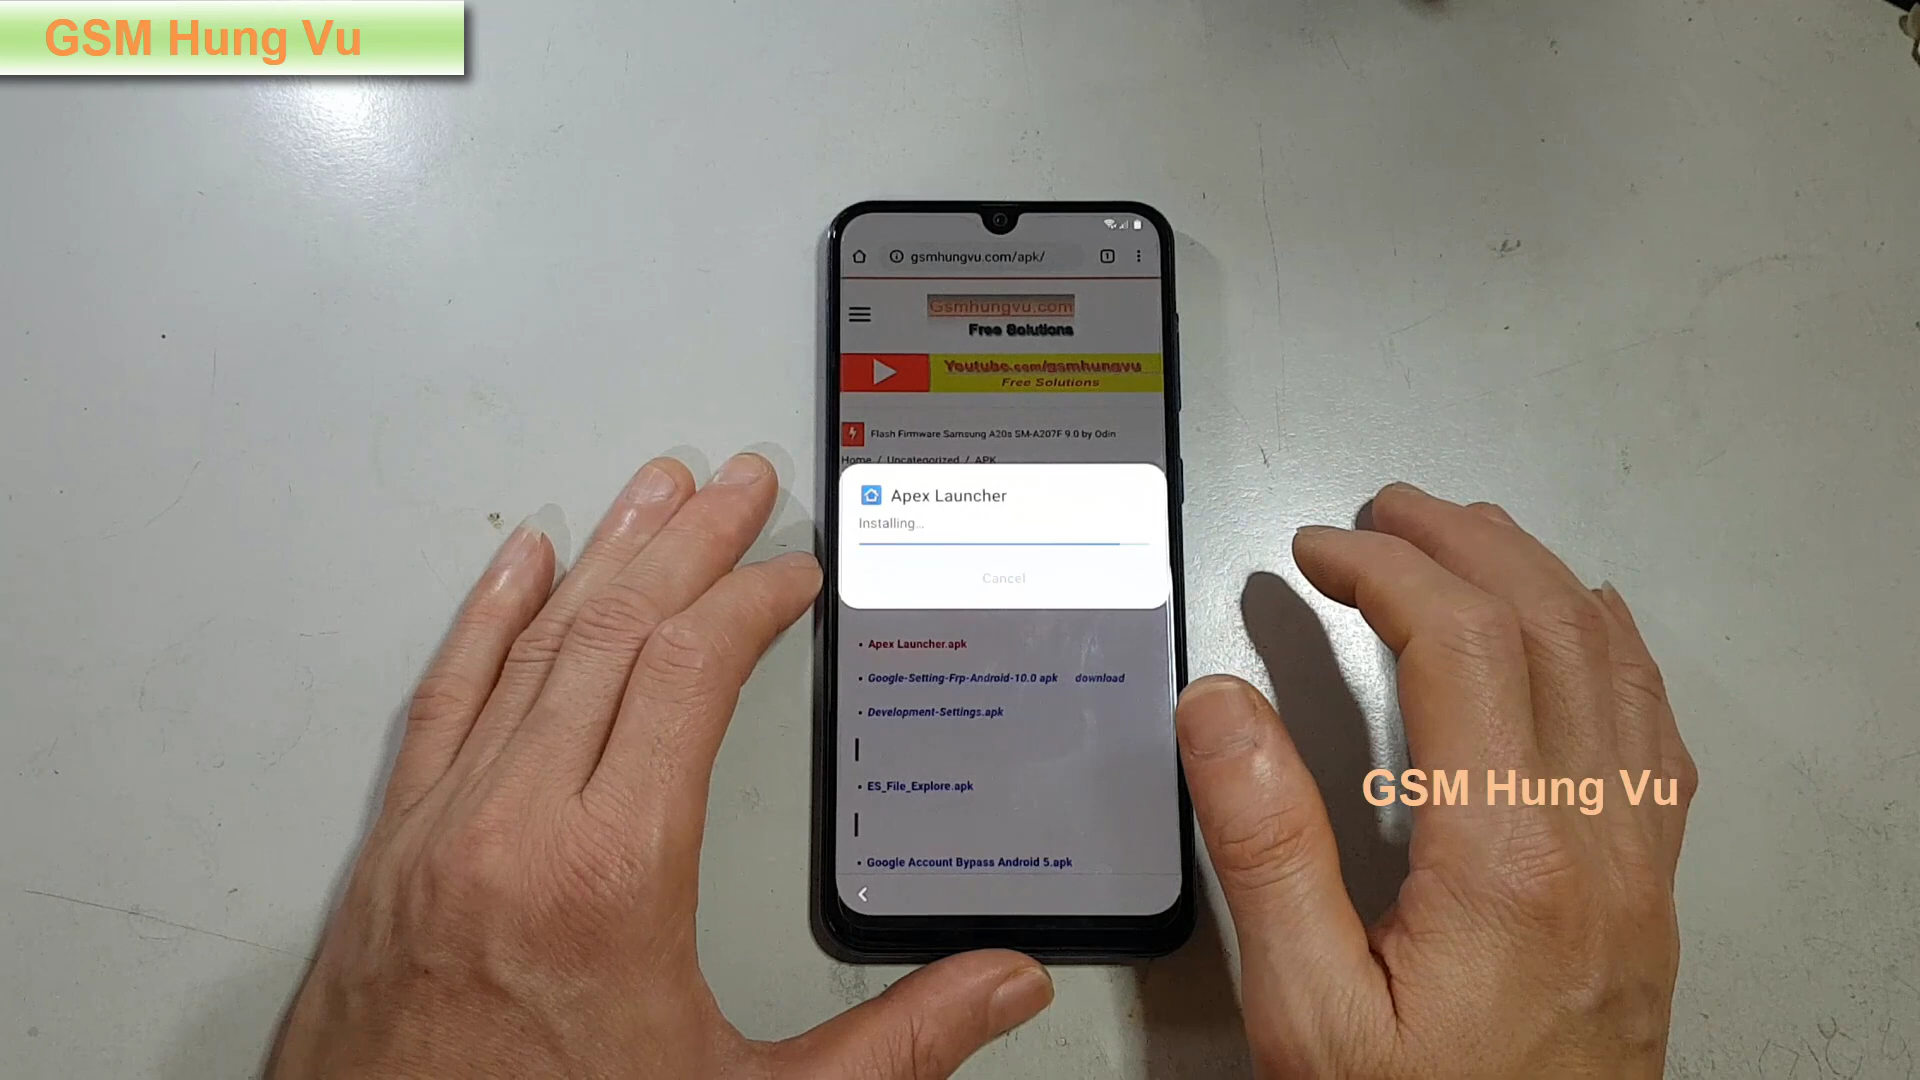 GSM Hung Vu
gsmhungvu.com/apk/
1
Gsmhungvu.com
Free Solutions
Youtube.com/gsmhungvu
Free Solutions
Flash Firmware Samsung A20s SM-A207F 9.0 by Odin
Home / Uncategorized / APK
Apex Launcher
Installing...
Cancel
• Apex Launcher.apk
• Google-Setting-Frp-Android-10.0 apk download
• Development-Settings.apk
• ES_File_Explore.apk
• Google Account Bypass Android 5.apk
GSM Hung Vu